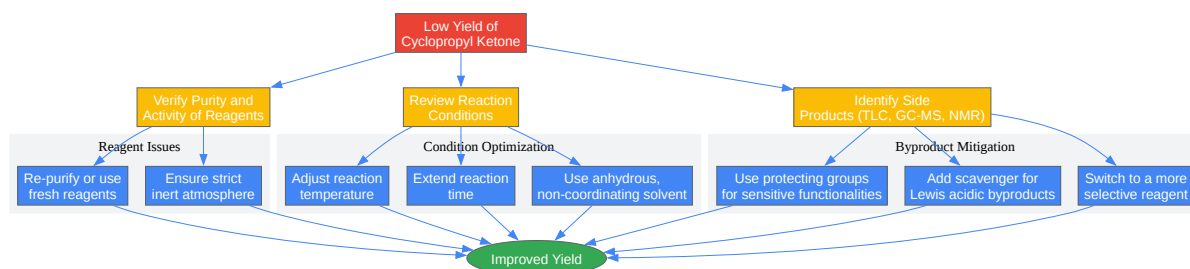 Low Yield of
Cyclopropyl Ketone
Verify Purity and
Activity of Reagents
Review Reaction
Conditions
Identify Side
Products (TLC, GC-MS, NMR)
Reagent Issues
Condition Optimization
Byproduct Mitigation
Re-purify or use
fresh reagents
Ensure strict
inert atmosphere
Adjust reaction
temperature
Extend reaction
time
Use anhydrous,
non-coordinating solvent
Use protecting groups
for sensitive functionalities
Add scavenger for
Lewis acidic byproducts
Switch to a more
selective reagent
Improved Yield